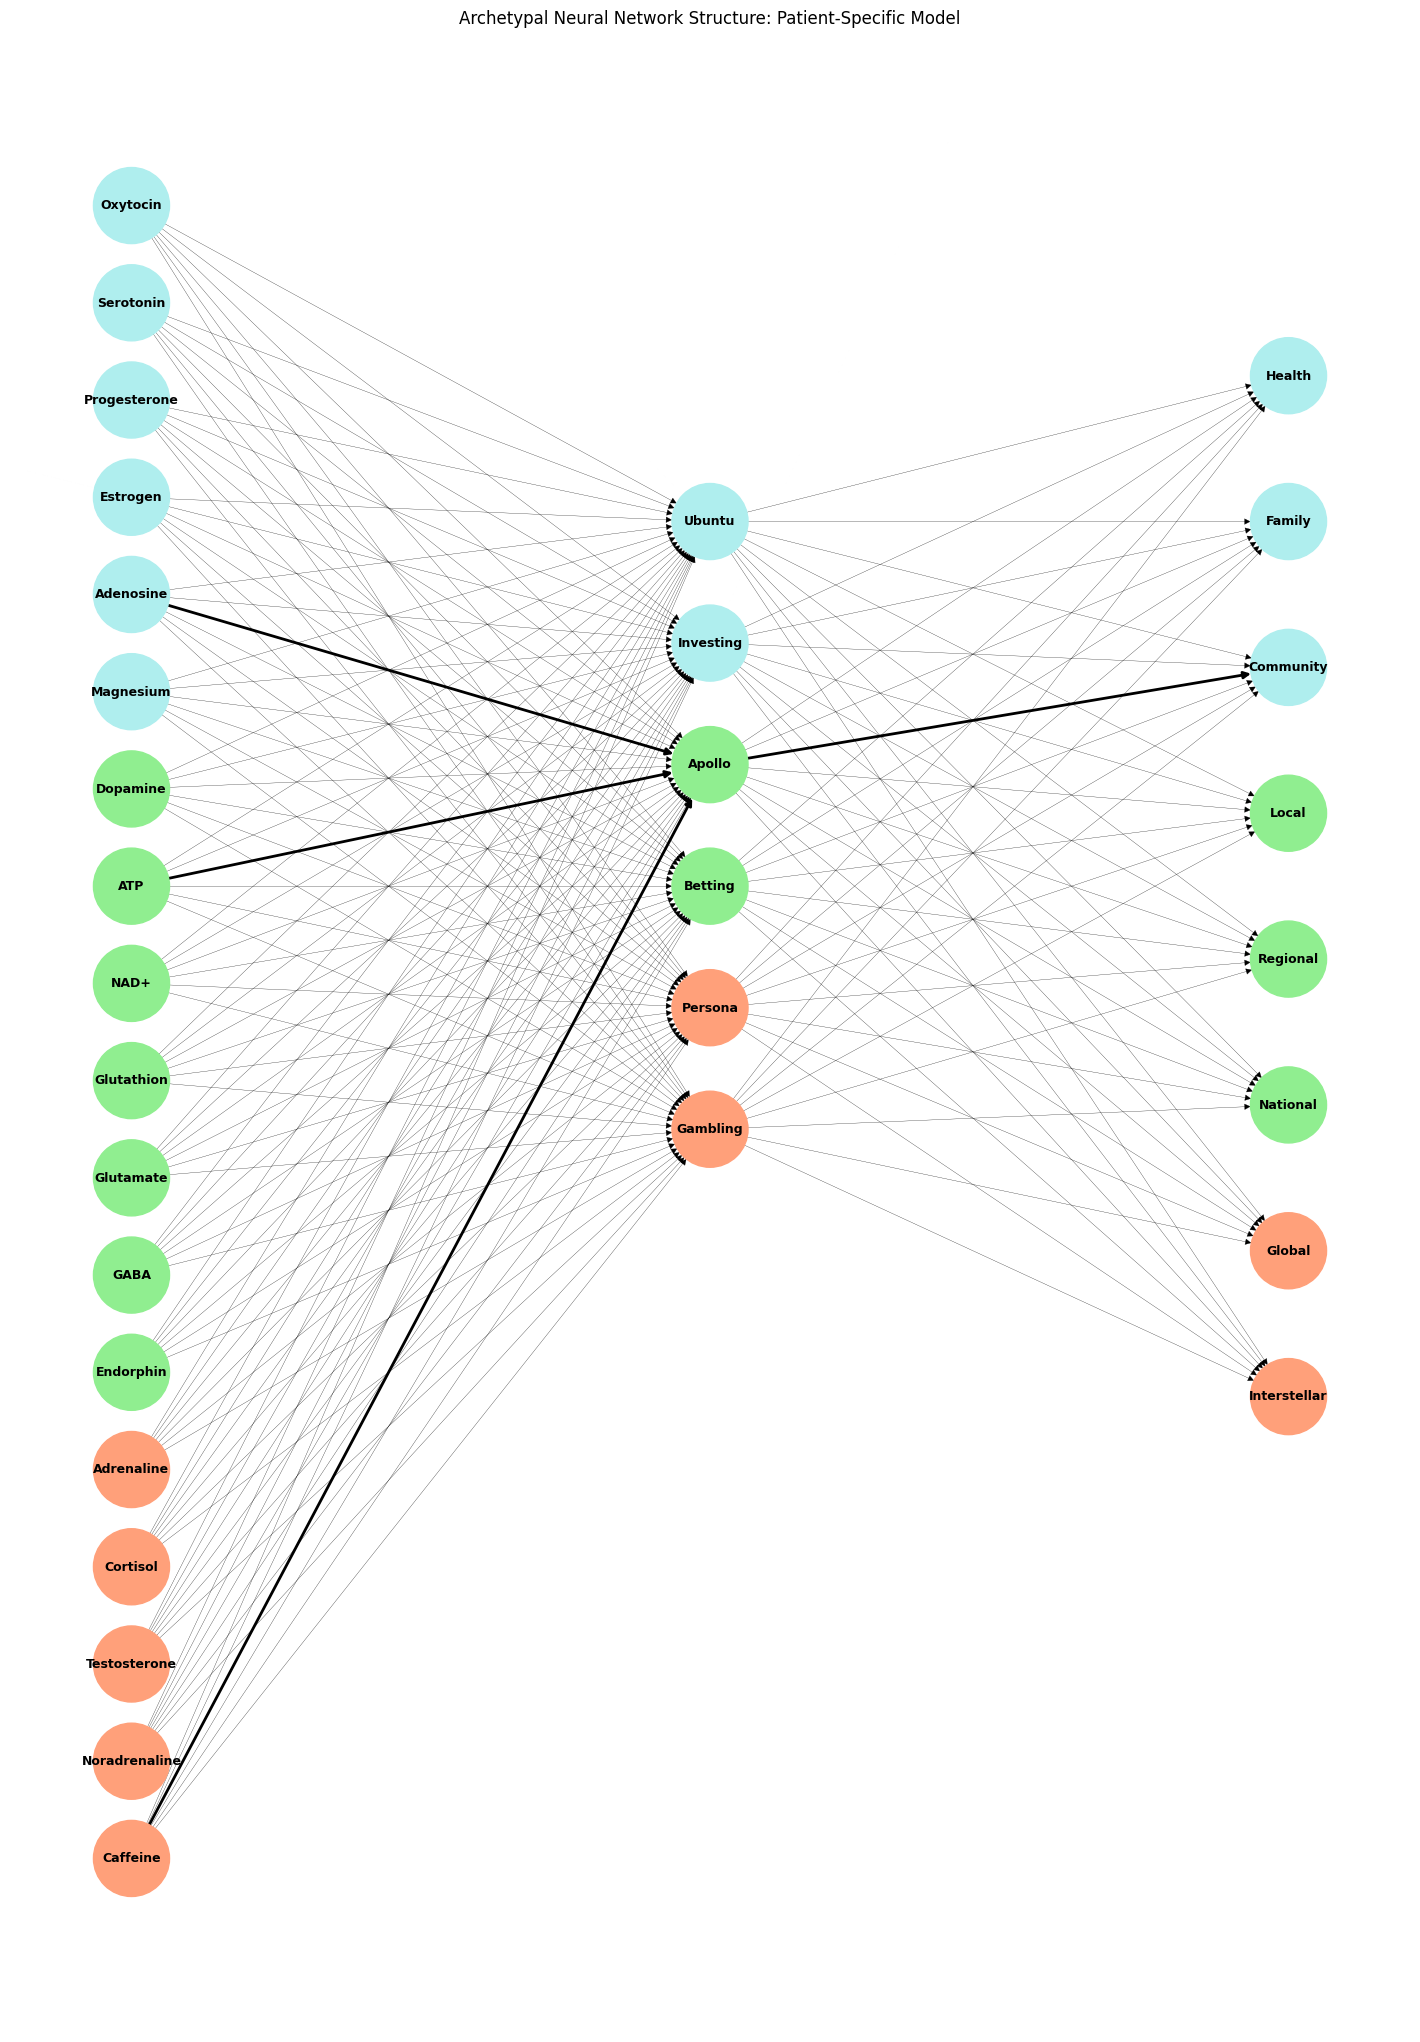 Archetypal Neural Network Structure: Patient-Specific Model
Oxytocin
Serotonin
Progesterone
Estrogen
Adenosine
Magnesium
Dopamine
ATP
NAD+
Glutathion
Glutamate
GABA
Endorphin
Adrenaline
Cortisol
Testosterone
Noradrenaline
Caffeine
Ubuntu
Investing
Apollo
Betting
Persona
Gambling
Health
Family
Community
Local
Regional
National
Global
Interstellar